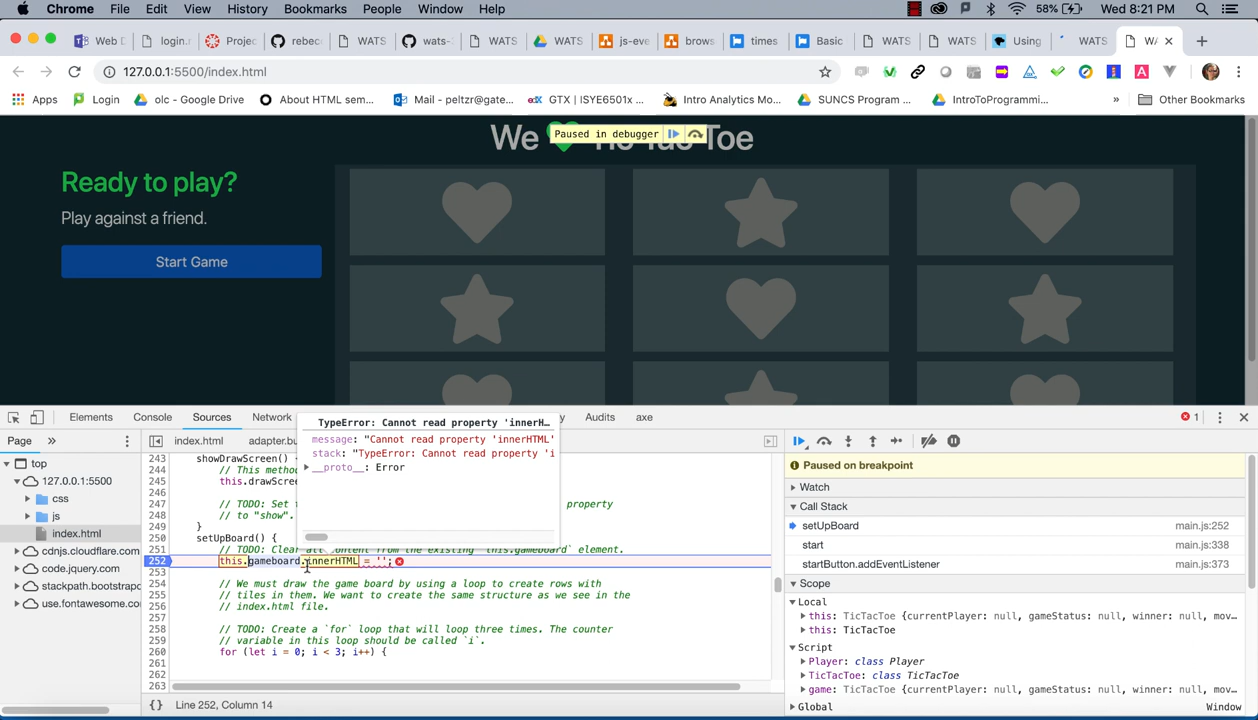 Chrome File Edit View History Bookmarks People Window Help 58% Wed 8:21 PM
Web D login.r Projec rebec WATS wats- WATS WATS js-eve brows times Basic WATS WATS Using WATS WA
127.0.0.1:5500/index.html
Apps Login olc - Google Drive About HTML sem... Mail - peltzr@gate... GTX | ISYE6501x ... Intro Analytics Mo... SUNCS Program ... IntroToProgrammi... » Other Bookmarks
We Tic Tac Toe
Paused in debugger
Ready to play?
Play against a friend.
Start Game
Elements Console Sources Network y Audits axe 1
Page » index.html adapter.bu
TypeError: Cannot read property 'innerH…
message: "Cannot read property 'innerHTML'
stack: "TypeError: Cannot read property 'i
__proto__: Error
top
127.0.0.1:5500
css
js
index.html
cdnjs.cloudflare.com
code.jquery.com
stackpath.bootstrap
use.fontawesome.co
243 showDrawScreen() {
244 // This metho
245 this.drawScre
246
247 // TODO: Set t property
248 // to "show".
249 }
250 setUpBoard() {
251 // TODO: Clear all content from the existing `this.gameboard` element.
252 this.gameboard.innerHTML = '';
253
254 // We must draw the game board by using a loop to create rows with
255 // tiles in them. We want to create the same structure as we see in the
256 // index.html file.
257
258 // TODO: Create a `for` loop that will loop three times. The counter
259 // variable in this loop should be called `i`.
260 for (let i = 0; i < 3; i++) {
261
262
263
{} Line 252, Column 14
Paused on breakpoint
Watch
Call Stack
setUpBoard main.js:252
start main.js:338
startButton.addEventListener main.js:373
Scope
Local
this: TicTacToe {currentPlayer: null, gameStatus: null, winner: null, mov…
this: TicTacToe
Script
Player: class Player
TicTacToe: class TicTacToe
game: TicTacToe {currentPlayer: null, gameStatus: null, winner: null, mov…
Global Window